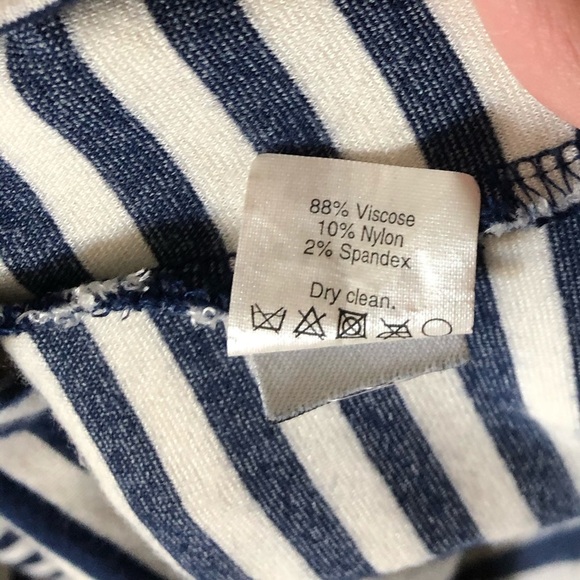 88% Viscose
10% Nylon
2% Spandex
Dry clean.